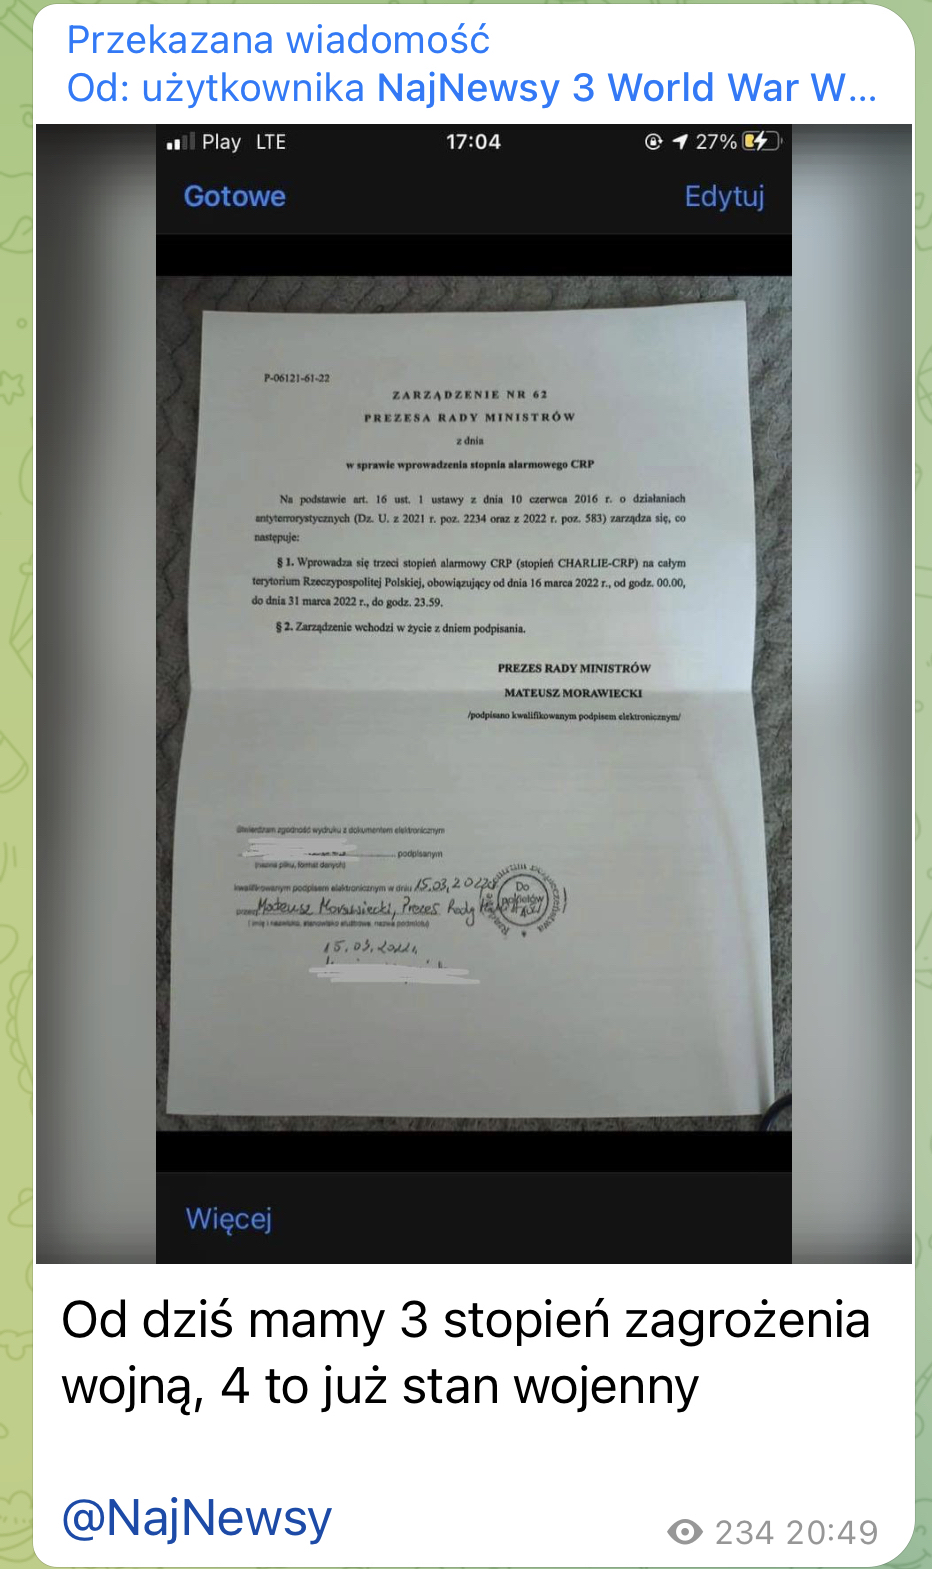 Przekazana wiadomość
Od: użytkownika NajNewsy 3 World War W...
Play LTE 17:04 27%
Gotowe Edytuj
P-06121-61-22
ZARZĄDZENIE NR 62
PREZESA RADY MINISTRÓW
z dnia
w sprawie wprowadzenia stopnia alarmowego CRP
Na podstawie art. 16 ust. 1 ustawy z dnia 10 czerwca 2016 r. o działaniach
antyterrorystycznych (Dz. U. z 2021 r. poz. 2234 oraz z 2022 r. poz. 583) zarządza się, co
następuje:
§ 1. Wprowadza się trzeci stopień alarmowy CRP (stopień CHARLIE-CRP) na całym
terytorium Rzeczypospolitej Polskiej, obowiązujący od dnia 16 marca 2022 r., od godz. 00.00,
do dnia 31 marca 2022 r., do godz. 23.59.
§ 2. Zarządzenie wchodzi w życie z dniem podpisania.
PREZES RADY MINISTRÓW
MATEUSZ MORAWIECKI
/podpisano kwalifikowanym podpisem elektronicznym/
Stwierdzam zgodność wydruku z dokumentem elektronicznym
podpisanym
(nazwa pliku, format danych)
kwalifikowanym podpisem elektronicznym w dniu 15.03.2022
przez Mateusz Morawiecki, Prezes Rady
(imię i nazwisko, stanowisko służbowe, nazwa podmiotu)
Do
15.03.2022r.
Więcej
Od dziś mamy 3 stopień zagrożenia
wojną, 4 to już stan wojenny
@NajNewsy
234 20:49